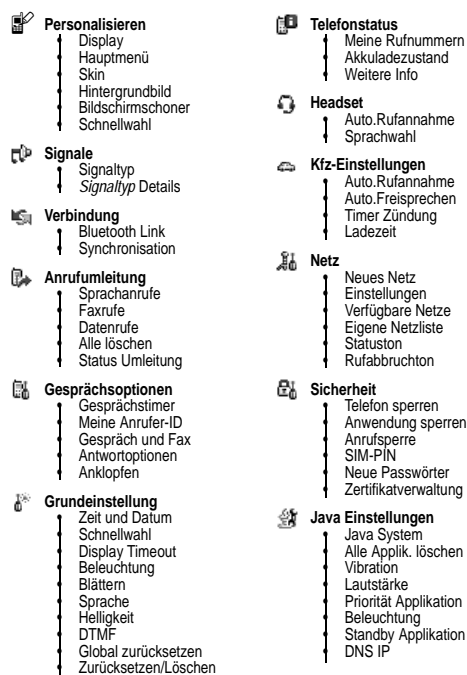 Personalisieren
Display
Hauptmenü
Skin
Hintergrundbild
Bildschirmschoner
Schnellwahl
Signale
Signaltyp
Signaltyp Details
Verbindung
Bluetooth Link
Synchronisation
Anrufumleitung
Sprachanrufe
Faxrufe
Datenrufe
Alle löschen
Status Umleitung
Gesprächsoptionen
Gesprächstimer
Meine Anrufer-ID
Gespräch und Fax
Antwortoptionen
Anklopfen
Grundeinstellung
Zeit und Datum
Schnellwahl
Display Timeout
Beleuchtung
Blättern
Sprache
Helligkeit
DTMF
Global zurücksetzen
Zurücksetzen/Löschen
Telefonstatus
Meine Rufnummern
Akkuladezustand
Weitere Info
Headset
Auto.Rufannahme
Sprachwahl
Kfz-Einstellungen
Auto.Rufannahme
Auto.Freisprechen
Timer Zündung
Ladezeit
Netz
Neues Netz
Einstellungen
Verfügbare Netze
Eigene Netzliste
Statuston
Rufabbruchton
Sicherheit
Telefon sperren
Anwendung sperren
Anrufsperre
SIM-PIN
Neue Passwörter
Zertifikatverwaltung
Java Einstellungen
Java System
Alle Applik. löschen
Vibration
Lautstärke
Priorität Applikation
Beleuchtung
Standby Applikation
DNS IP